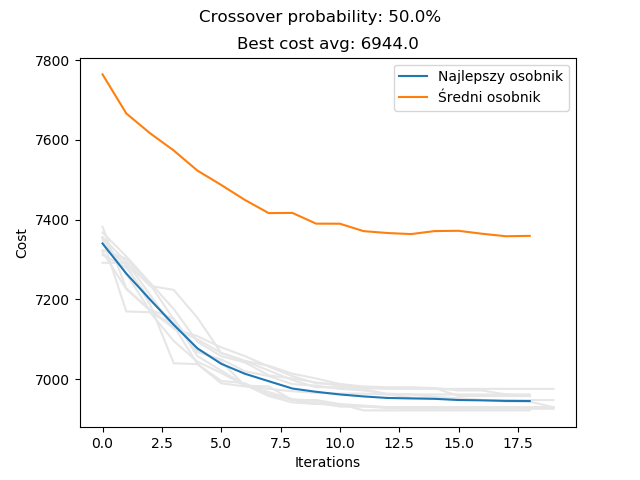 Crossover probability: 50.0%
Best cost avg: 6944.0
Najlepszy osobnik
Średni osobnik
7800
7600
7400
7200
7000
Cost
0.0 2.5 5.0 7.5 10.0 12.5 15.0 17.5
Iterations